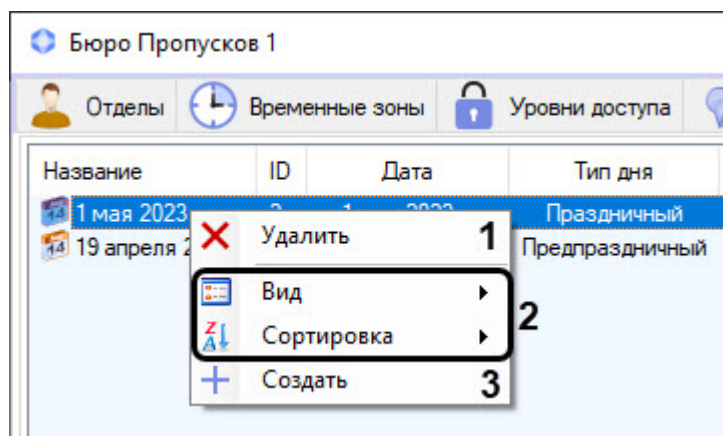 Бюро Пропусков 1
Отделы Временные зоны Уровни доступа
Название ID Дата Тип дня
1 мая 2023 Праздничный
19 апреля Предпраздничный
Удалить 1
Вид
2
Сортировка
Создать 3